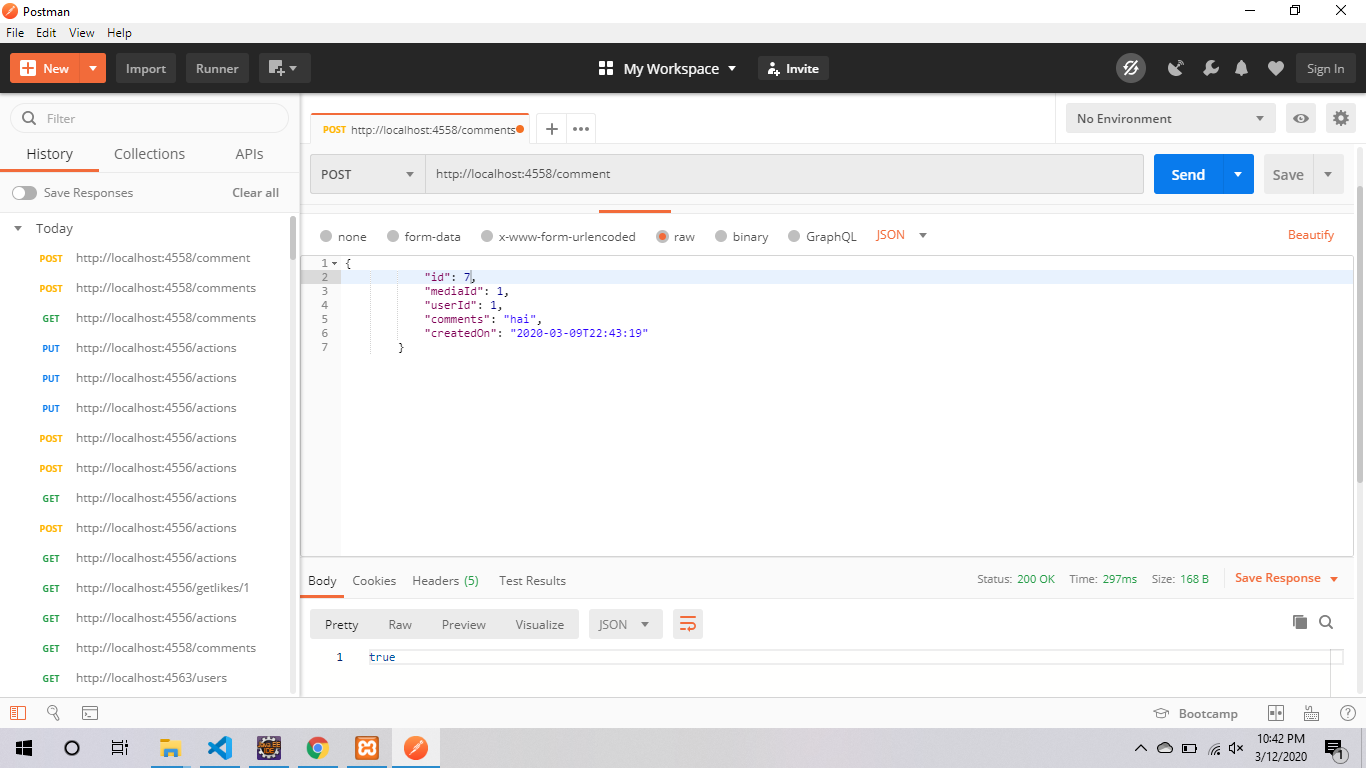 Postman
File Edit View Help
New Import Runner My Workspace Invite Sign In
Filter
History Collections APIs
Save Responses Clear all
Today
POST http://localhost:4558/comment
POST http://localhost:4558/comments
GET http://localhost:4558/comments
PUT http://localhost:4556/actions
PUT http://localhost:4556/actions
PUT http://localhost:4556/actions
POST http://localhost:4556/actions
POST http://localhost:4556/actions
GET http://localhost:4556/actions
POST http://localhost:4556/actions
GET http://localhost:4556/actions
GET http://localhost:4556/getlikes/1
GET http://localhost:4556/actions
GET http://localhost:4558/comments
GET http://localhost:4563/users
POST http://localhost:4558/comments
No Environment
POST http://localhost:4558/comment Send Save
none form-data x-www-form-urlencoded raw binary GraphQL JSON Beautify
1 {
2 "id": 7,
3 "mediaId": 1,
4 "userId": 1,
5 "comments": "hai",
6 "createdOn": "2020-03-09T22:43:19"
7 }
Body Cookies Headers (5) Test Results Status: 200 OK Time: 297ms Size: 168 B Save Response
Pretty Raw Preview Visualize JSON
1 true
Bootcamp
10:42 PM
3/12/2020
1